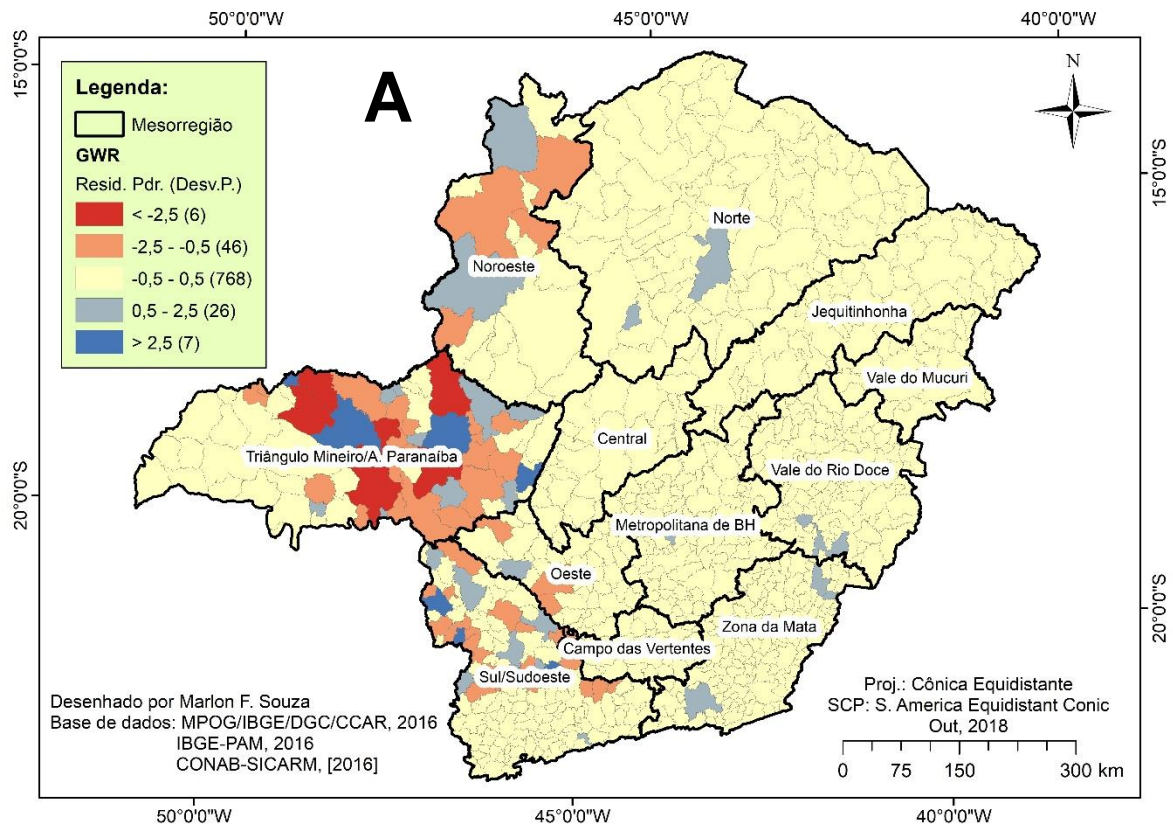 50°0'0"W 45°0'0"W 40°0'0"W
15°0'0"S
A
N
Legenda:
Mesorregião
GWR
Resid. Pdr. (Desv.P.)
< -2,5 (6)
-2,5 - -0,5 (46)
-0,5 - 0,5 (768)
0,5 - 2,5 (26)
> 2,5 (7)
15°0'0"S
Norte
Noroeste
Jequitinhonha
Vale do Mucuri
Central
Triângulo Mineiro/A. Paranaíba
Vale do Rio Doce
20°0'0"S
Metropolitana de BH
Oeste
20°0'0"S
Zona da Mata
Campo das Vertentes
Sul/Sudoeste
Desenhado por Marlon F. Souza
Base de dados: MPOG/IBGE/DGC/CCAR, 2016
IBGE-PAM, 2016
CONAB-SICARM, [2016]
Proj.: Cônica Equidistante
SCP: S. America Equidistant Conic
Out, 2018
0 75 150 300 km
50°0'0"W 45°0'0"W 40°0'0"W